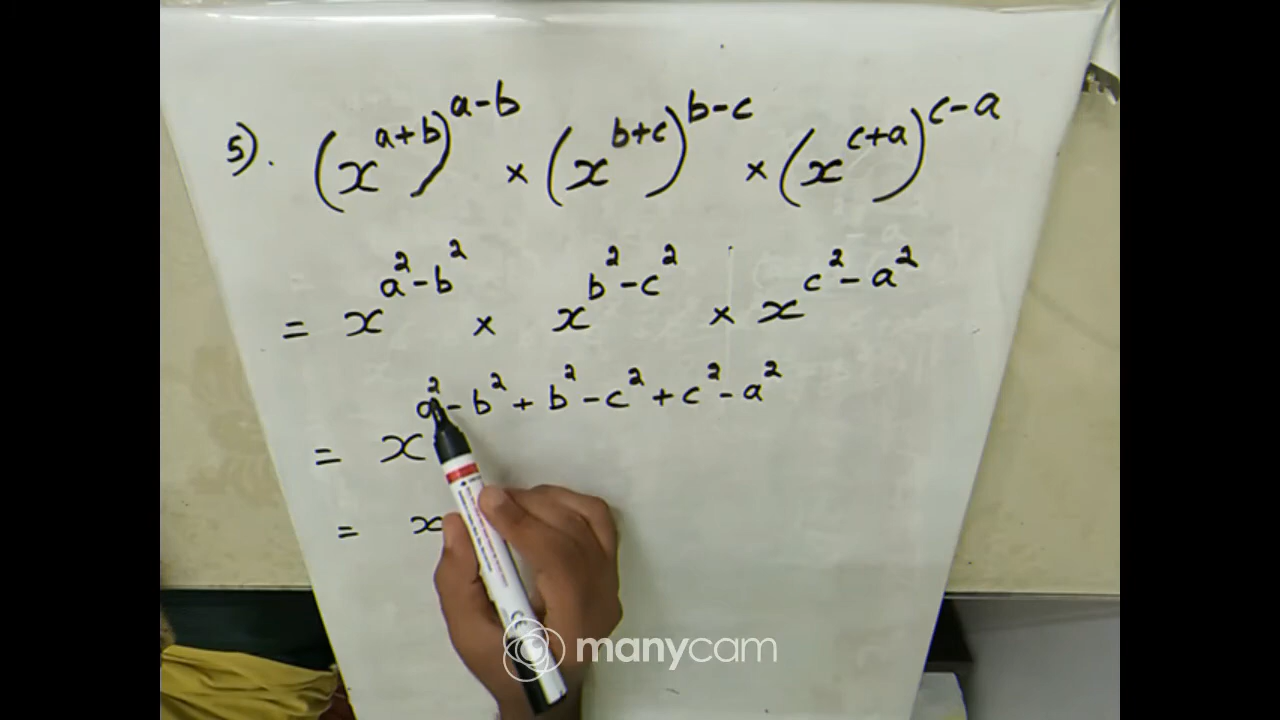 5). (x^(a+b))^(a-b) × (x^(b+c))^(b-c) × (x^(c+a))^(c-a)
= x^(a²-b²) × x^(b²-c²) × x^(c²-a²)
= x^(a²-b²+b²-c²+c²-a²)
= x
manycam